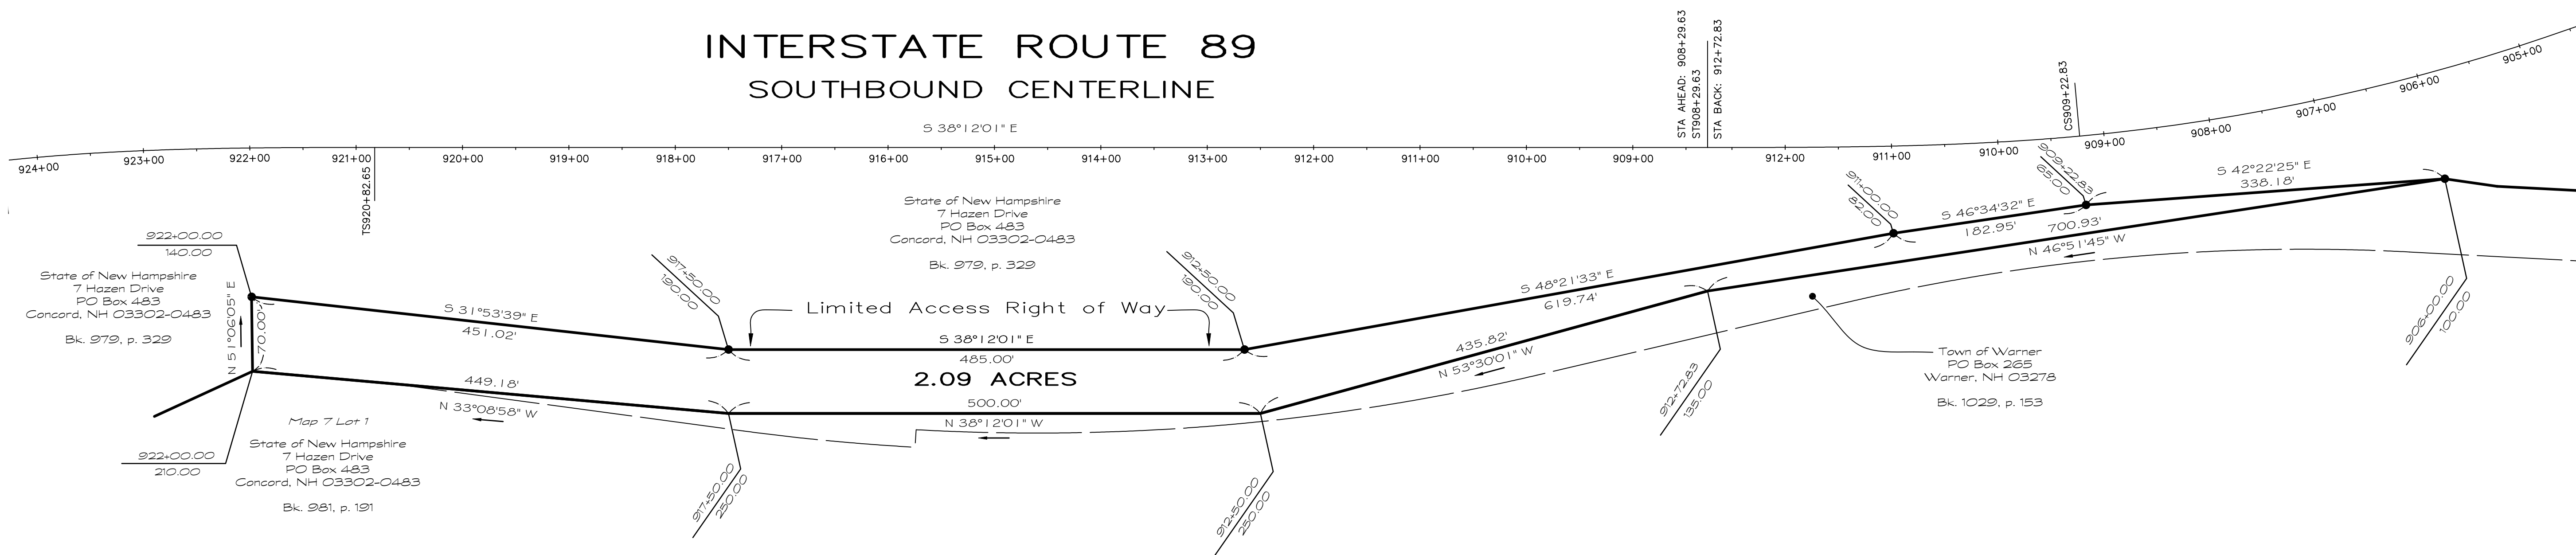 INTERSTATE ROUTE 89
SOUTHBOUND CENTERLINE
S 38°12'01" E
924+00
923+00
922+00
921+00
920+00
919+00
918+00
917+00
916+00
915+00
914+00
913+00
912+00
911+00
910+00
909+00
912+00
911+00
910+00
909+00
908+00
907+00
906+00
905+00
TS920+82.65
STA AHEAD: 908+29.63
ST908+29.63
STA BACK: 912+72.83
CS909+22.83
State of New Hampshire
7 Hazen Drive
PO Box 483
Concord, NH 03302-0483
Bk. 979, p. 329
922+00.00
140.00
State of New Hampshire
7 Hazen Drive
PO Box 483
Concord, NH 03302-0483
Bk. 979, p. 329
N 51°06'05" E
70.00'
S 31°53'39" E
451.02'
917+50.00
190.00
Limited Access Right of Way
912+50.00
190.00
S 38°12'01" E
485.00'
2.09 ACRES
500.00'
N 38°12'01" W
449.18'
N 33°08'58" W
S 48°21'33" E
619.74'
435.82'
N 53°30'01" W
911+00.00
82.00
S 46°34'32" E
182.95'
909+22.83
65.00
S 42°22'25" E
338.18'
700.93'
N 46°51'45" W
906+00.00
100.00
912+72.83
135.00
Town of Warner
PO Box 265
Warner, NH 03278
Bk. 1029, p. 153
Map 7 Lot 1
State of New Hampshire
7 Hazen Drive
PO Box 483
Concord, NH 03302-0483
Bk. 981, p. 191
922+00.00
210.00
917+50.00
250.00
912+50.00
250.00